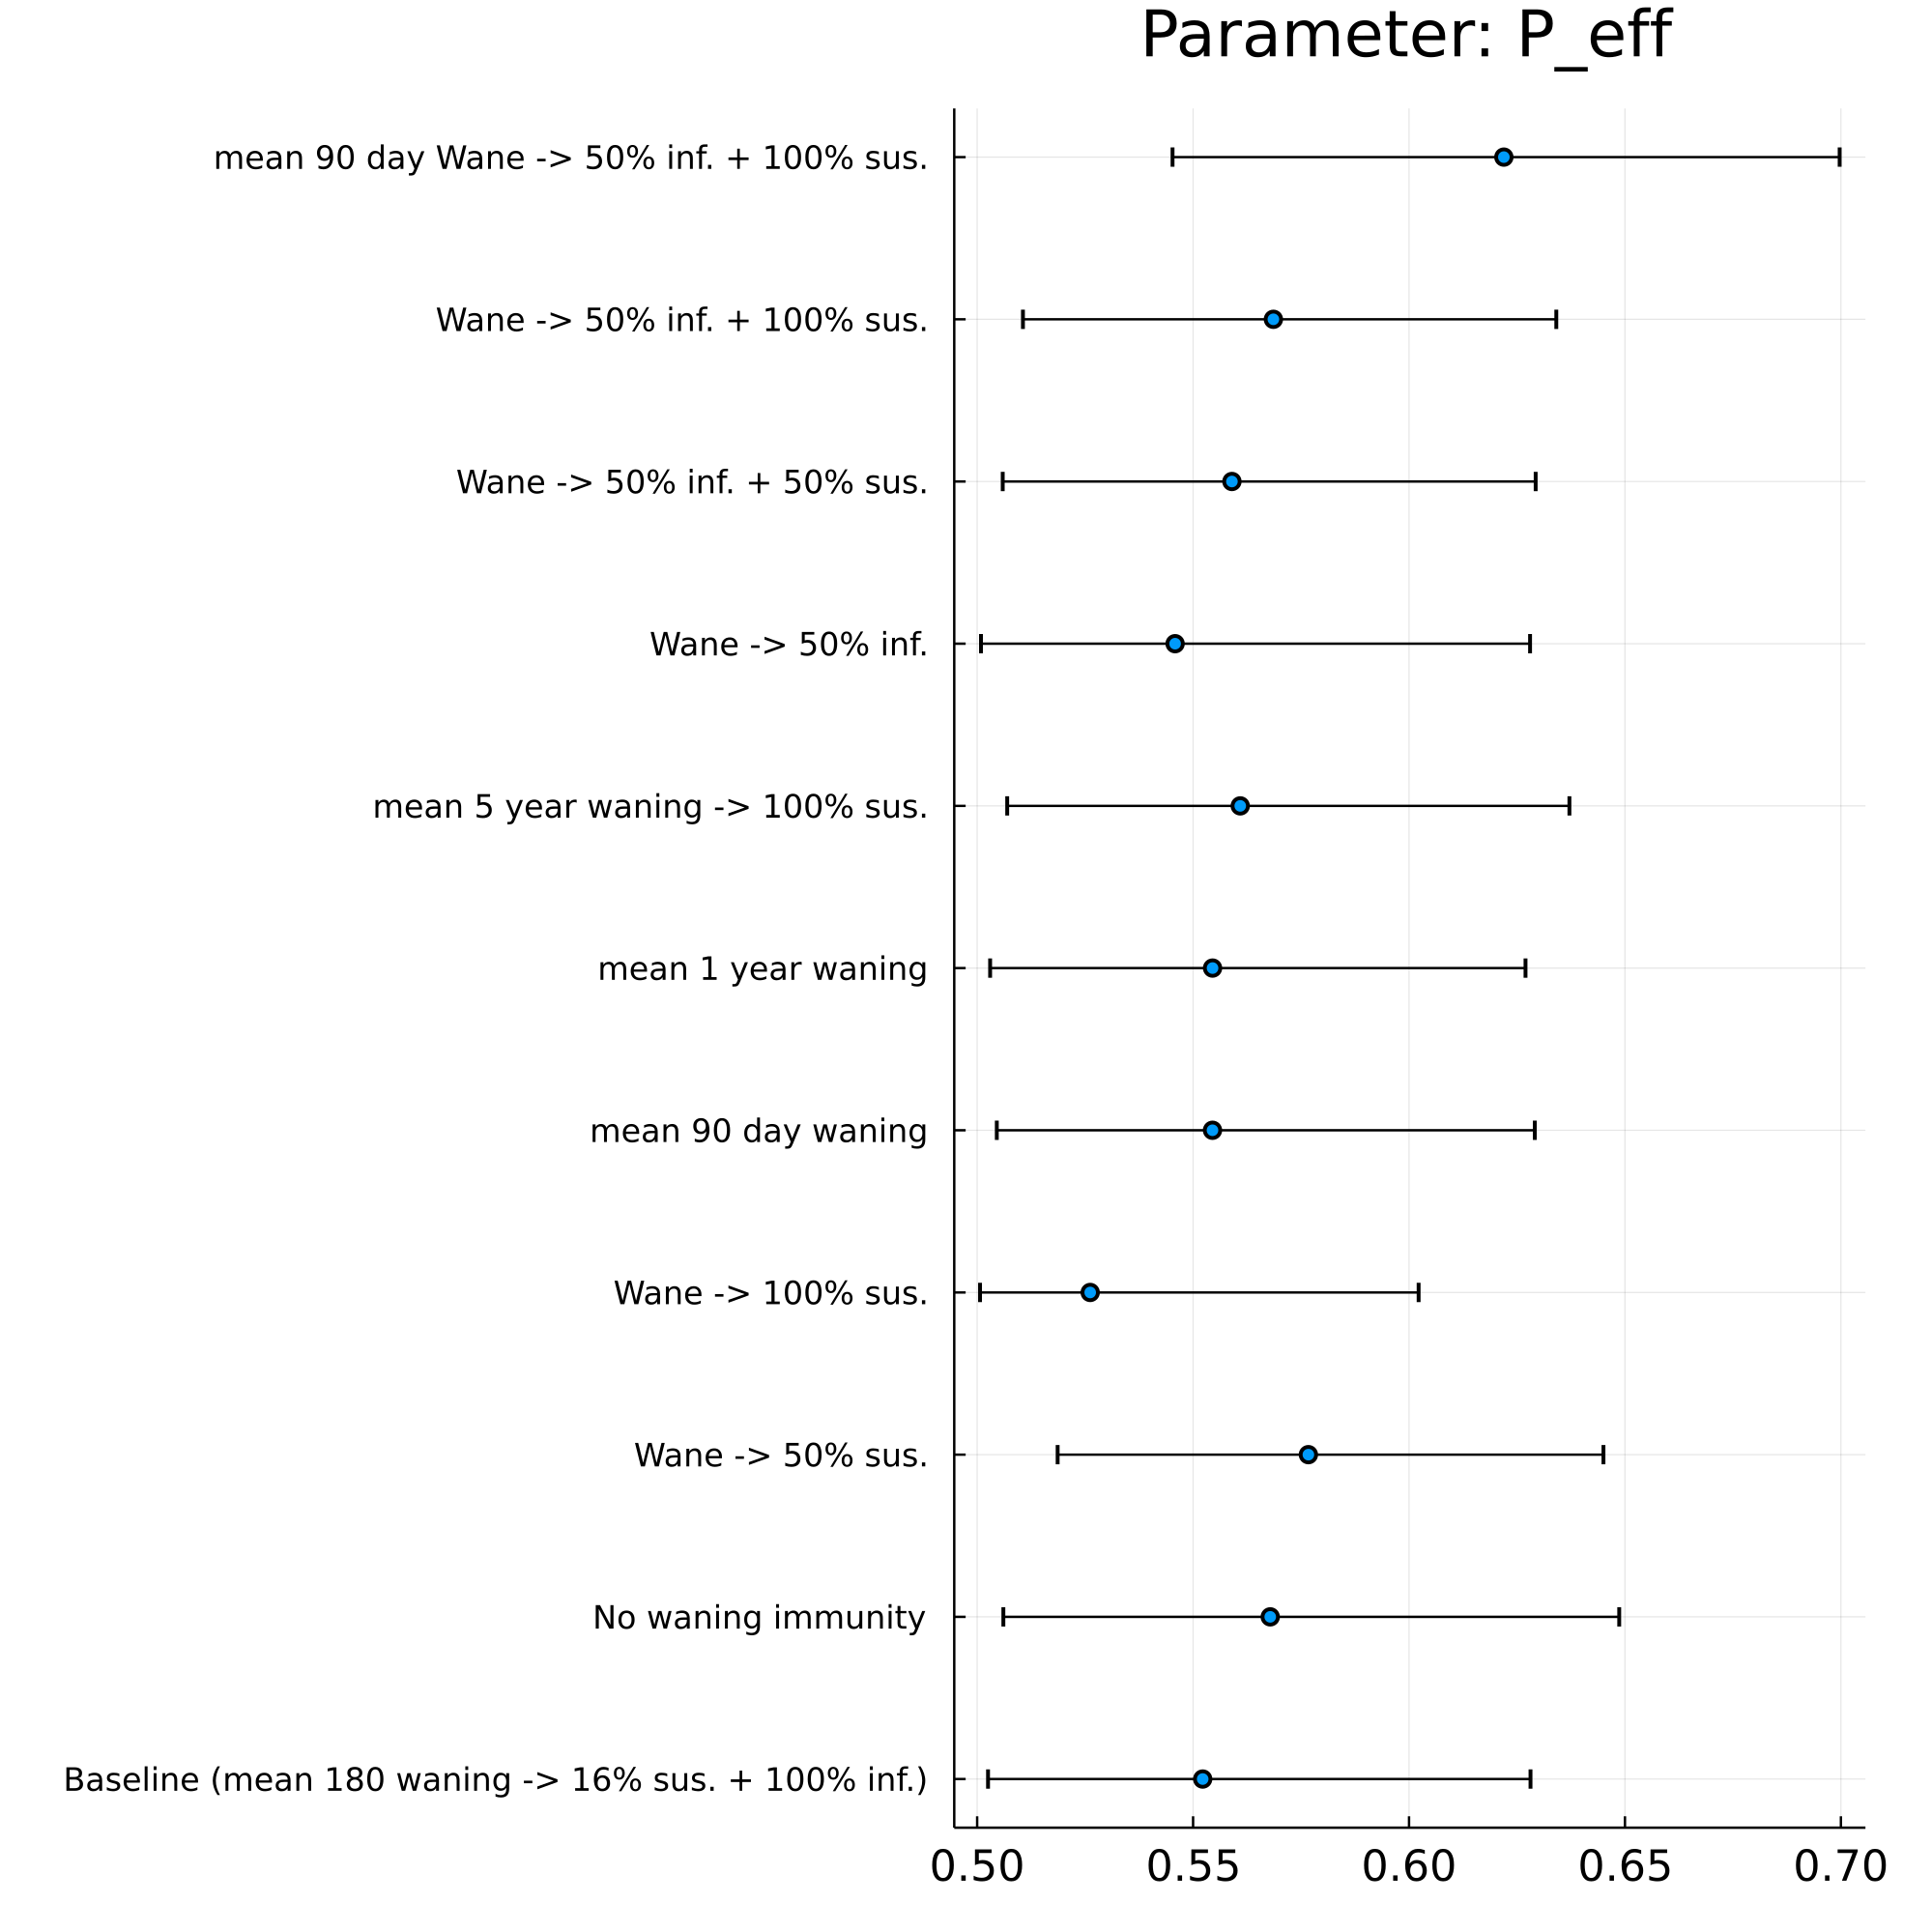 Parameter: P_eff
mean 90 day Wane -> 50% inf. + 100% sus.
Wane -> 50% inf. + 100% sus.
Wane -> 50% inf. + 50% sus.
Wane -> 50% inf.
mean 5 year waning -> 100% sus.
mean 1 year waning
mean 90 day waning
Wane -> 100% sus.
Wane -> 50% sus.
No waning immunity
Baseline (mean 180 waning -> 16% sus. + 100% inf.)
0.50 0.55 0.60 0.65 0.70